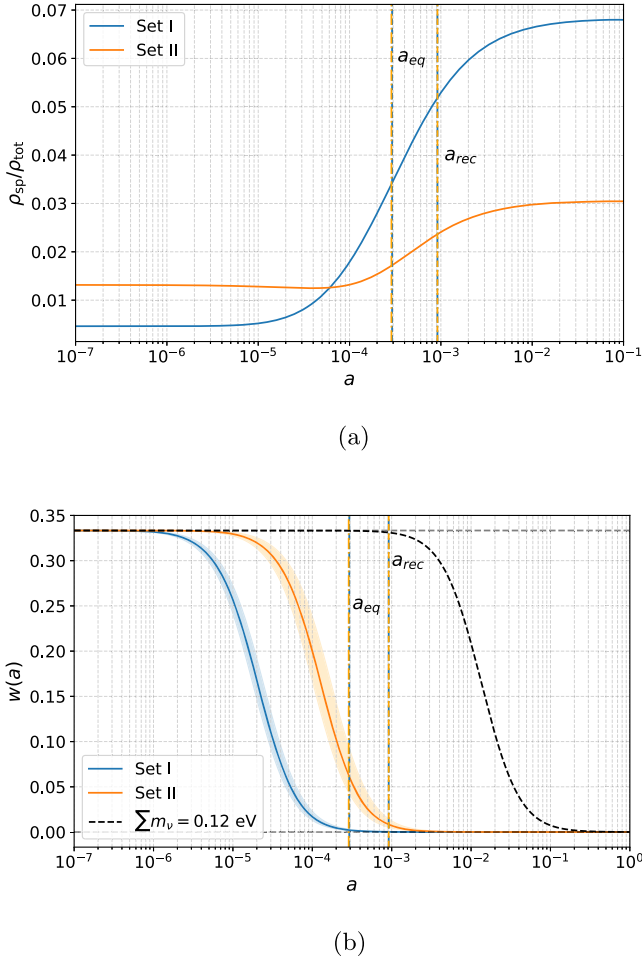 0.07
0.06
0.05
0.04
0.03
0.02
0.01
ρ_sp/ρ_tot
Set I
Set II
a_eq
a_rec
10⁻⁷ 10⁻⁶ 10⁻⁵ 10⁻⁴ 10⁻³ 10⁻² 10⁻¹
a
(a)
0.35
0.30
0.25
0.20
0.15
0.10
0.05
0.00
w(a)
a_rec
a_eq
Set I
Set II
∑m_ν = 0.12 eV
10⁻⁷ 10⁻⁶ 10⁻⁵ 10⁻⁴ 10⁻³ 10⁻² 10⁻¹ 10⁰
a
(b)